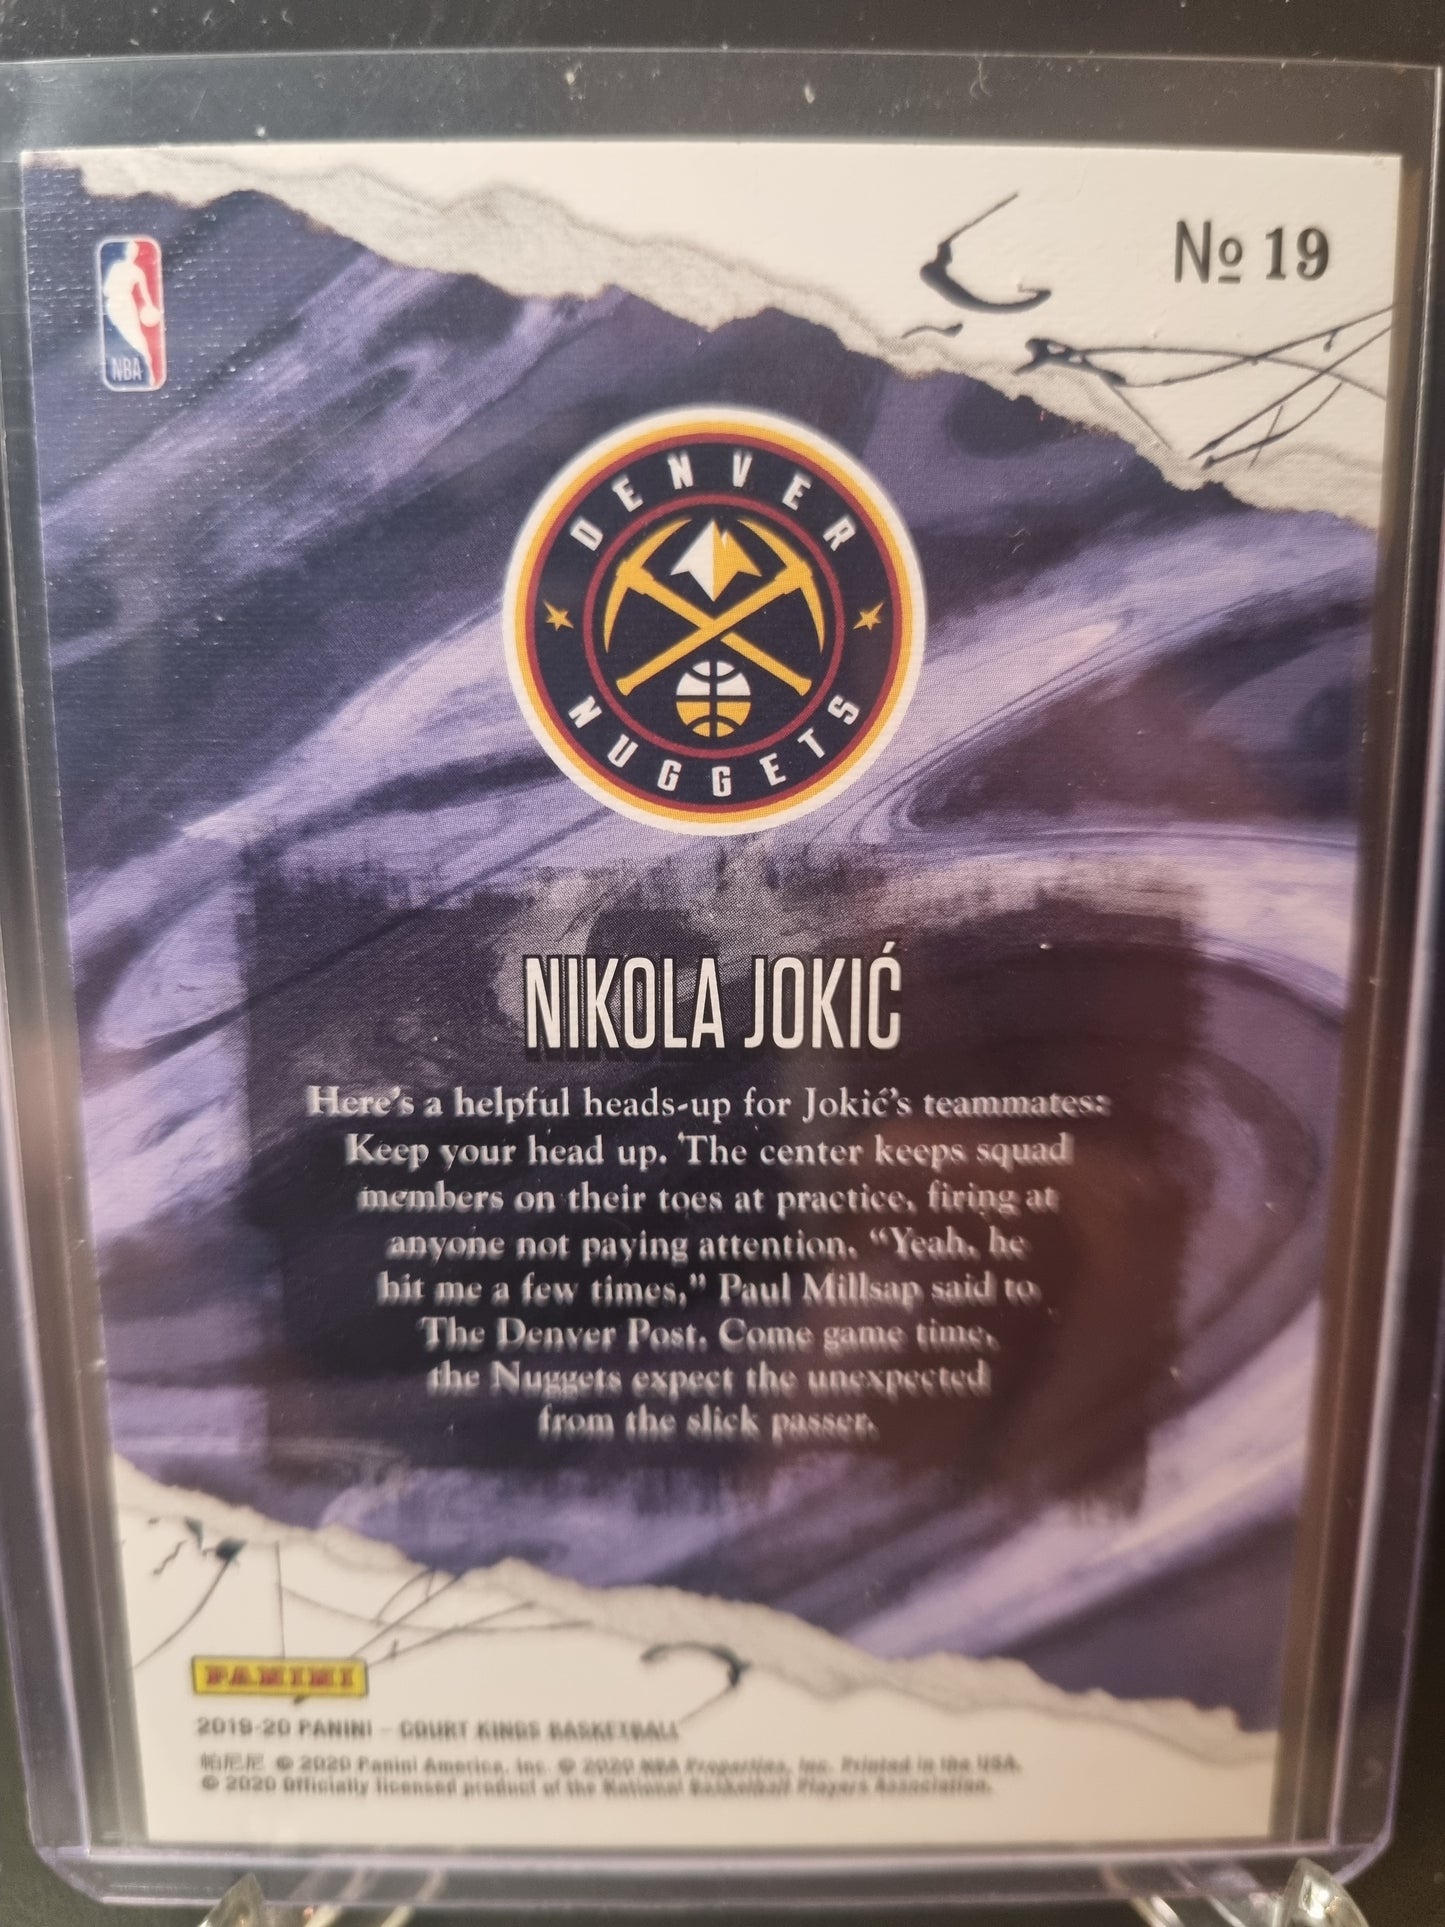 No 19
NBA
DENVER
NUGGETS
NIKOLA JOKIĆ
Here's a helpful heads-up for Jokić's teammates:
Keep your head up. The center keeps squad
members on their toes at practice, firing at
anyone not paying attention. “Yeah, he
hit me a few times,” Paul Millsap said to
The Denver Post. Come game time,
the Nuggets expect the unexpected
from the slick passer.
PANINI
2019-20 PANINI – COURT KINGS BASKETBALL
帕尼尼 © 2020 Panini America, Inc. © 2020 NBA Properties, Inc. Printed in the USA.
© 2020 Officially licensed product of the National Basketball Players Association.